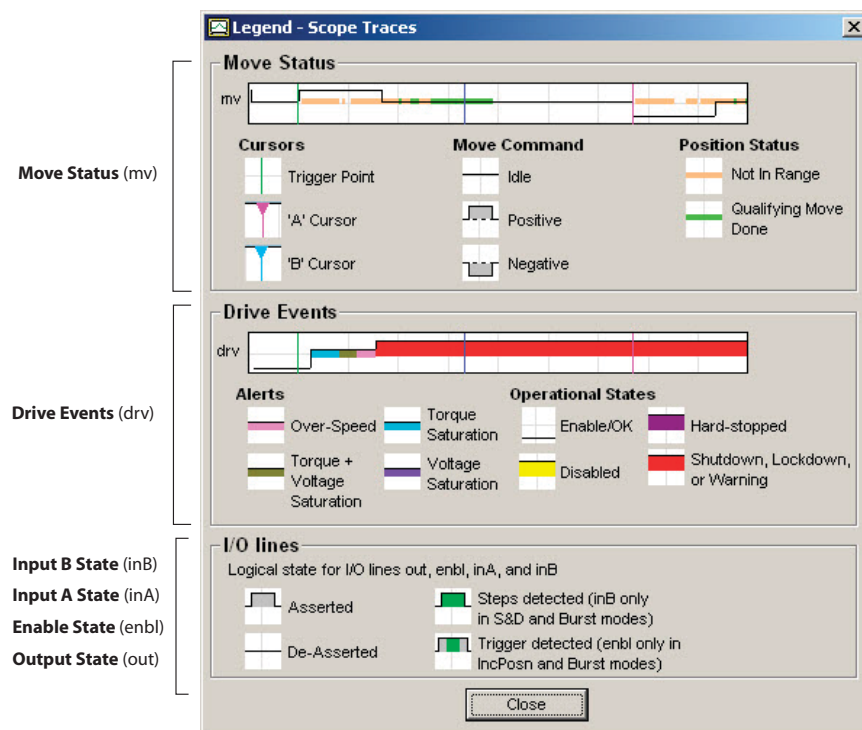 Legend - Scope Traces
Move Status
mv
Cursors
Move Command
Position Status
Trigger Point
Idle
Not In Range
'A' Cursor
Positive
Qualifying Move
Done
'B' Cursor
Negative
Move Status (mv)
Drive Events
drv
Alerts
Operational States
Over-Speed
Torque
Saturation
Enable/OK
Hard-stopped
Torque +
Voltage
Saturation
Voltage
Saturation
Disabled
Shutdown, Lockdown,
or Warning
Drive Events (drv)
I/O lines
Logical state for I/O lines out, enbl, inA, and inB
Asserted
Steps detected (inB only
in S&D and Burst modes)
De-Asserted
Trigger detected (enbl only in
IncPosn and Burst modes)
Input B State (inB)
Input A State (inA)
Enable State (enbl)
Output State (out)
Close